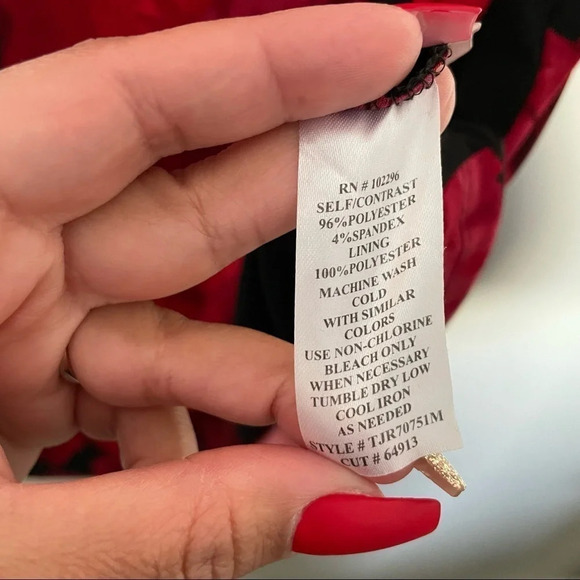 RN # 102296
SELF/CONTRAST
96%POLYESTER
4%SPANDEX
LINING
100%POLYESTER
MACHINE WASH
COLD
WITH SIMILAR
COLORS
USE NON-CHLORINE
BLEACH ONLY
WHEN NECESSARY
TUMBLE DRY LOW
COOL IRON
AS NEEDED
STYLE # TJR70751M
CUT # 64913